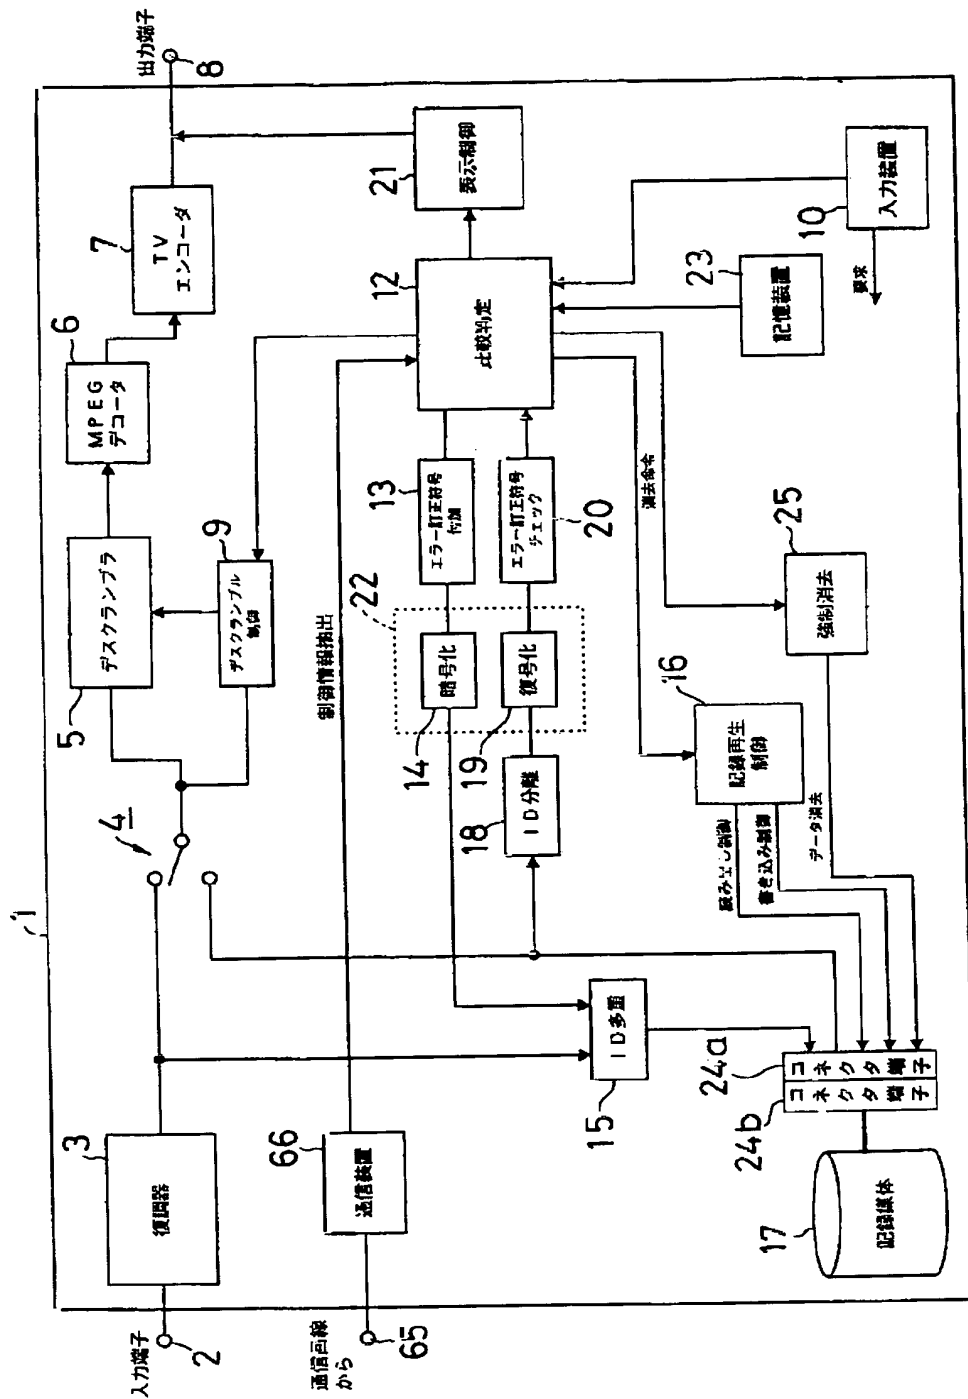 1
入力端子
2
3
復調器
4
5
デスクランブラ
6
MPEG
デコータ
7
TV
エンコーダ
出力端子
8
9
デスクランブル
制御
通信画線
から
65
66
通信装置
制御情報抽出
12
比較判定
21
表示制御
13
エラー訂正符号
付加
エラー訂正符号
チェック
20
22
14
暗号化
19
復号化
18
ID分離
15
ID多重
23
記憶装置
10
入力装置
要求
消去命令
25
強制消去
16
記録再生
制御
読み出し制御
書き込み制御
データ消去
24a
コネクタ端子
24b
コネクタ端子
17
記録媒体